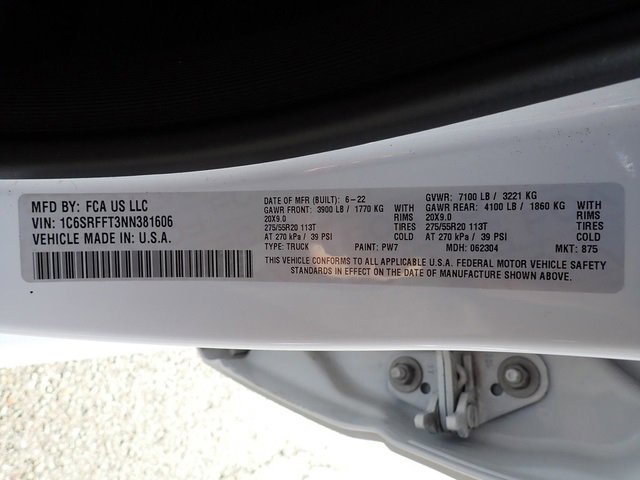 MFD BY: FCA US LLC
VIN: 1C6SRFFT3NN381606
VEHICLE MADE IN: U.S.A.
DATE OF MFR (BUILT): 6-22
GAWR FRONT: 3900 LB / 1770 KG WITH
20X9.0 RIMS
275/55R20 113T TIRES
AT 270 kPa / 39 PSI COLD
TYPE: TRUCK PAINT: PW7
GVWR: 7100 LB / 3221 KG
GAWR REAR: 4100 LB / 1860 KG WITH
20X9.0 RIMS
275/55R20 113T TIRES
AT 270 kPa / 39 PSI COLD
MDH: 062304 MKT: 875
THIS VEHICLE CONFORMS TO ALL APPLICABLE U.S.A. FEDERAL MOTOR VEHICLE SAFETY
STANDARDS IN EFFECT ON THE DATE OF MANUFACTURE SHOWN ABOVE.